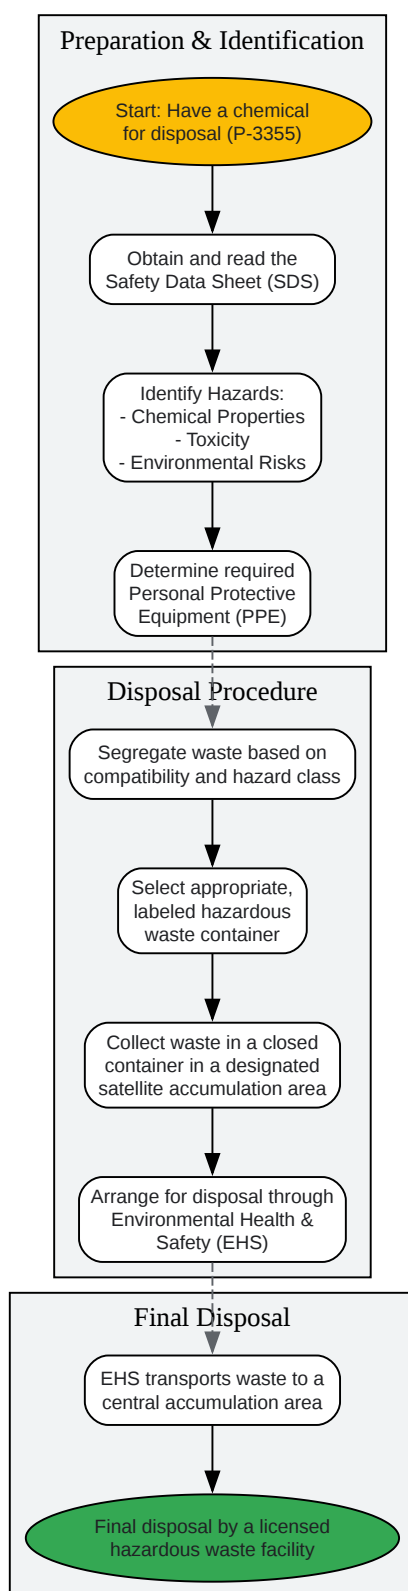 Preparation & Identification
Start: Have a chemical
for disposal (P-3355)
Obtain and read the
Safety Data Sheet (SDS)
Identify Hazards:
- Chemical Properties
- Toxicity
- Environmental Risks
Determine required
Personal Protective
Equipment (PPE)
Disposal Procedure
Segregate waste based on
compatibility and hazard class
Select appropriate,
labeled hazardous
waste container
Collect waste in a closed
container in a designated
satellite accumulation area
Arrange for disposal through
Environmental Health &
Safety (EHS)
Final Disposal
EHS transports waste to a
central accumulation area
Final disposal by a licensed
hazardous waste facility